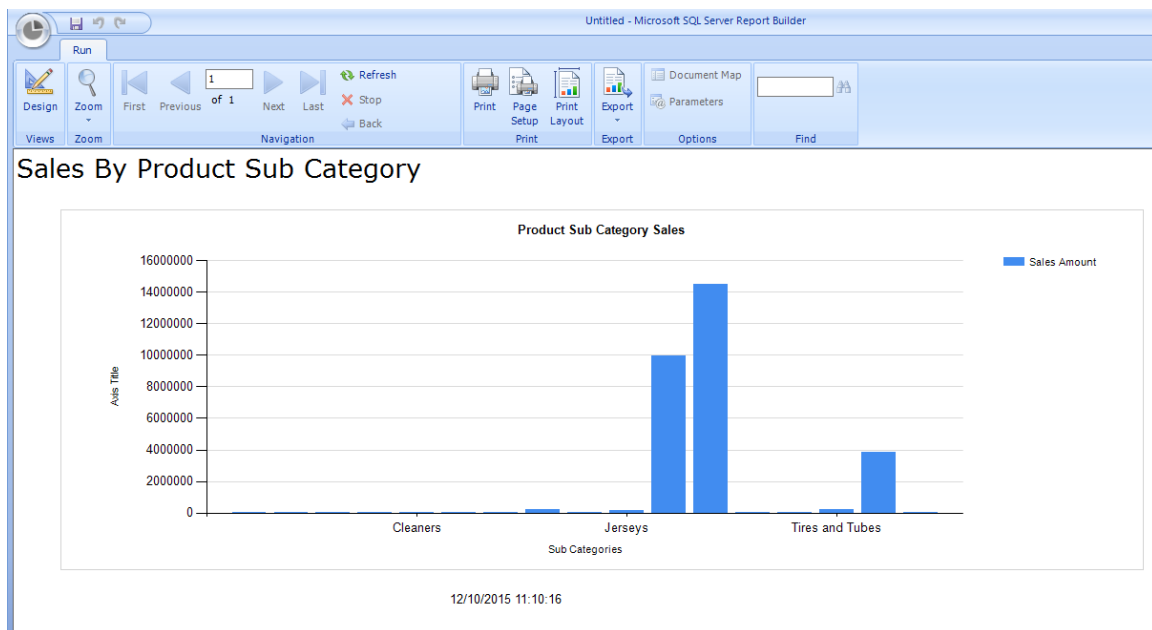 Untitled - Microsoft SQL Server Report Builder
Run
Design
Zoom
First
Previous
1
of 1
Next
Last
Refresh
Stop
Back
Print
Page Setup
Print Layout
Export
Document Map
Parameters
Views
Zoom
Navigation
Print
Export
Options
Find
Sales By Product Sub Category
Product Sub Category Sales
Sales Amount
16000000
14000000
12000000
10000000
8000000
6000000
4000000
2000000
0
Axis Title
Cleaners
Jerseys
Tires and Tubes
Sub Categories
12/10/2015 11:10:16